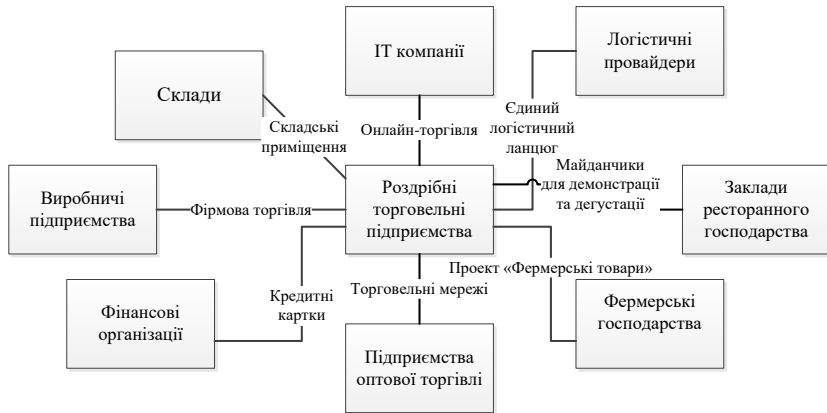 ІТ компанії
Логістичні
провайдери
Склади
Складські
приміщення
Онлайн-торгівля
Єдиний
логістичний
ланцюг
Майданчики
для демонстрації
та дегустації
Виробничі
підприємства
Фірмова торгівля
Роздрібні
торговельні
підприємства
Заклади
ресторанного
господарства
Проект «Фермерські товари»
Кредитні
картки
Торговельні мережі
Фінансові
організації
Фермерські
господарства
Підприємства
оптової торгівлі